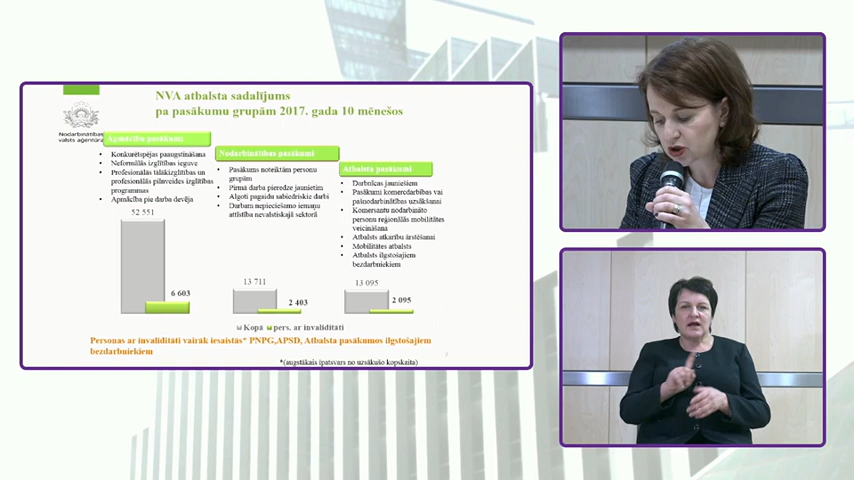 NVA atbalsta sadalījums
pa pasākumu grupām 2017. gada 10 mēnešos
Nodarbinātības
valsts aģentūra
Apmācību pasākumi
• Konkurētspējas paaugstināšana
• Neformālās izglītības ieguve
• Profesionālās tālākizglītības un
profesionālās pilnveides izglītības
programmas
• Apmācība pie darba devēja
52 551
6 603
Nodarbinātības pasākumi
• Pasākums noteiktām personu
grupām
• Pirmā darba pieredze jaunietim
• Algoti pagaidu sabiedriskie darbi
• Darbam nepieciešamo iemaņu
attīstība nevalstiskajā sektorā
13 711
2 403
Atbalsta pasākumi
• Darbnīcas jauniešiem
• Pasākumi komercdarbības vai
pašnodarbinātības uzsākšanai
• Komersantu nodarbināto
personu reģionālās mobilitātes
veicināšana
• Atbalsts atkarību ārstēšanai
• Mobilitātes atbalsts
• Atbalsts ilgstošajiem
bezdarbniekiem
13 095
2 095
Kopā pers. ar invaliditāti
Personas ar invaliditāti vairāk iesaistās* PNPG,APSD, Atbalsta pasākumos ilgstošajiem
bezdarbniekiem
*(augstākais īpatsvars no uzsākušo kopskaita)